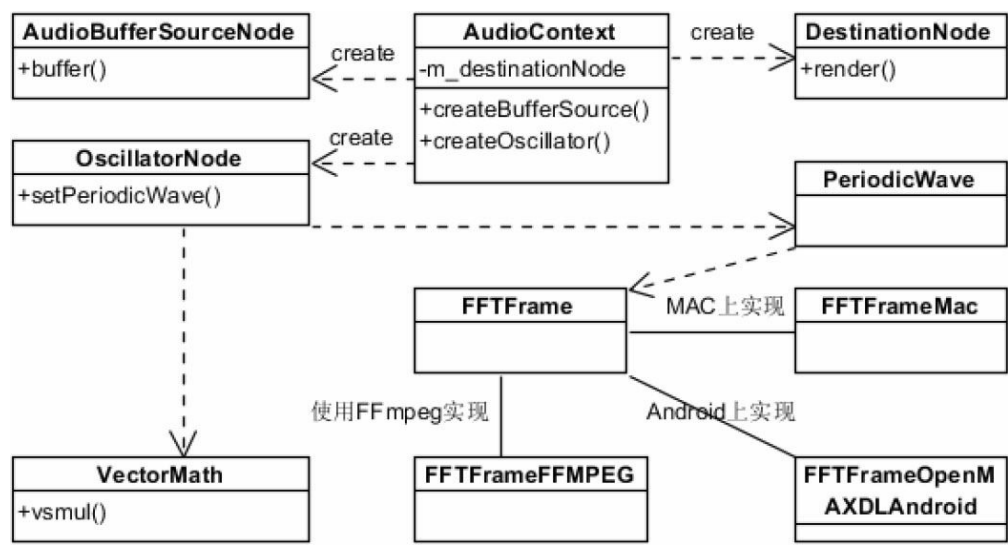 AudioBufferSourceNode
+buffer()
create
AudioContext
-m_destinationNode
+createBufferSource()
+createOscillator()
create
DestinationNode
+render()
create
OscillatorNode
+setPeriodicWave()
PeriodicWave
FFTFrame
MAC上实现
FFTFrameMac
使用FFmpeg实现
Android上实现
VectorMath
+vsmul()
FFTFrameFFMPEG
FFTFrameOpenM
AXDLAndroid